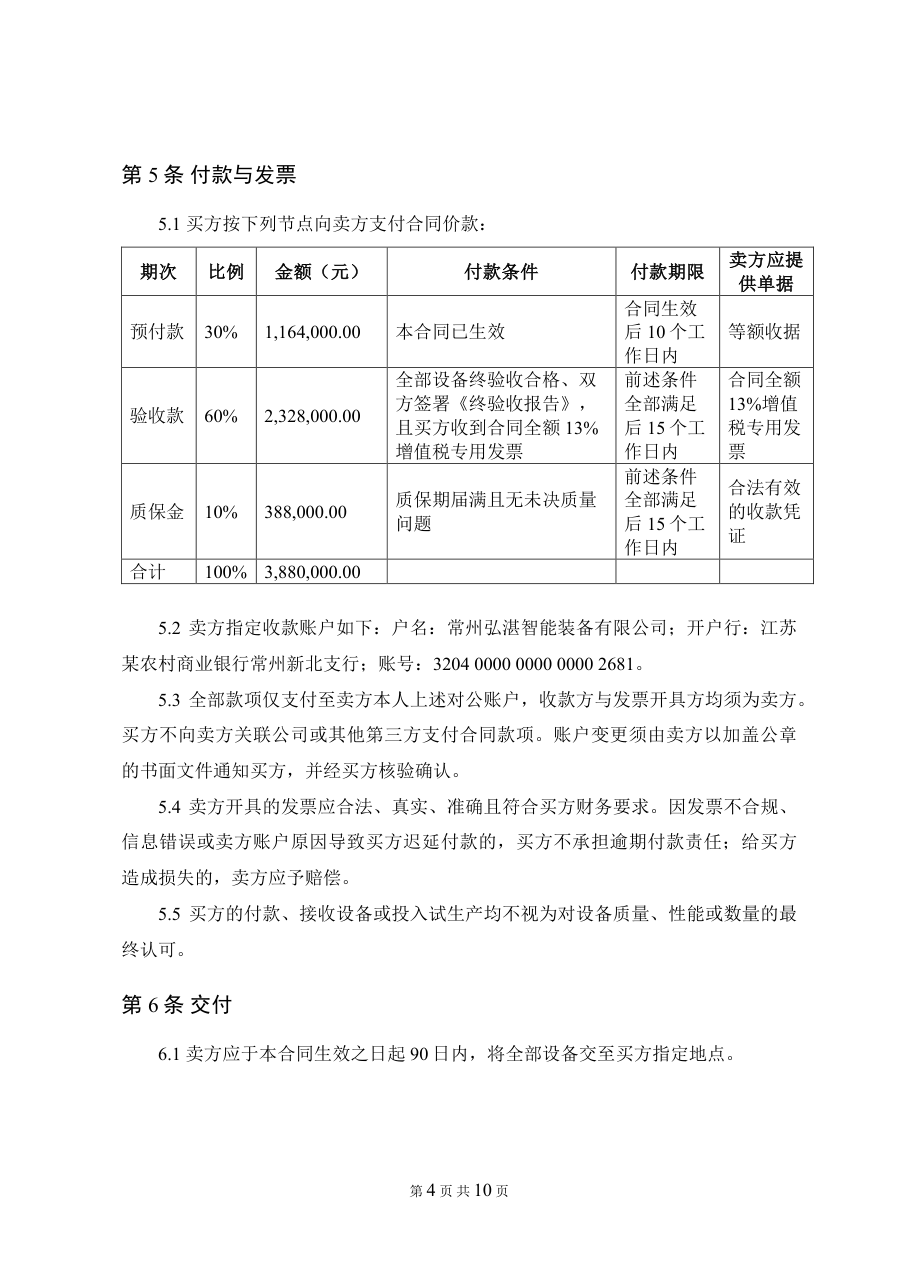 第 5 条 付款与发票
5.1 买方按下列节点向卖方支付合同价款：
期次 比例 金额（元） 付款条件 付款期限 卖方应提
供单据
预付款 30% 1,164,000.00 本合同已生效 合同生效
后 10 个工
作日内 等额收据
验收款 60% 2,328,000.00 全部设备终验收合格、双
方签署《终验收报告》，
且买方收到合同全额 13%
增值税专用发票 前述条件
全部满足
后 15 个工
作日内 合同全额
13%增值
税专用发
票
质保金 10% 388,000.00 质保期届满且无未决质量
问题 前述条件
全部满足
后 15 个工
作日内 合法有效
的收款凭
证
合计 100% 3,880,000.00
5.2 卖方指定收款账户如下：户名：常州弘湛智能装备有限公司；开户行：江苏
某农村商业银行常州新北支行；账号：3204 0000 0000 0000 2681。
5.3 全部款项仅支付至卖方本人上述对公账户，收款方与发票开具方均须为卖方。
买方不向卖方关联公司或其他第三方支付合同款项。账户变更须由卖方以加盖公章
的书面文件通知买方，并经买方核验确认。
5.4 卖方开具的发票应合法、真实、准确且符合买方财务要求。因发票不合规、
信息错误或卖方账户原因导致买方迟延付款的，买方不承担逾期付款责任；给买方
造成损失的，卖方应予赔偿。
5.5 买方的付款、接收设备或投入试生产均不视为对设备质量、性能或数量的最
终认可。
第 6 条 交付
6.1 卖方应于本合同生效之日起 90 日内，将全部设备交至买方指定地点。
第 4 页 共 10 页